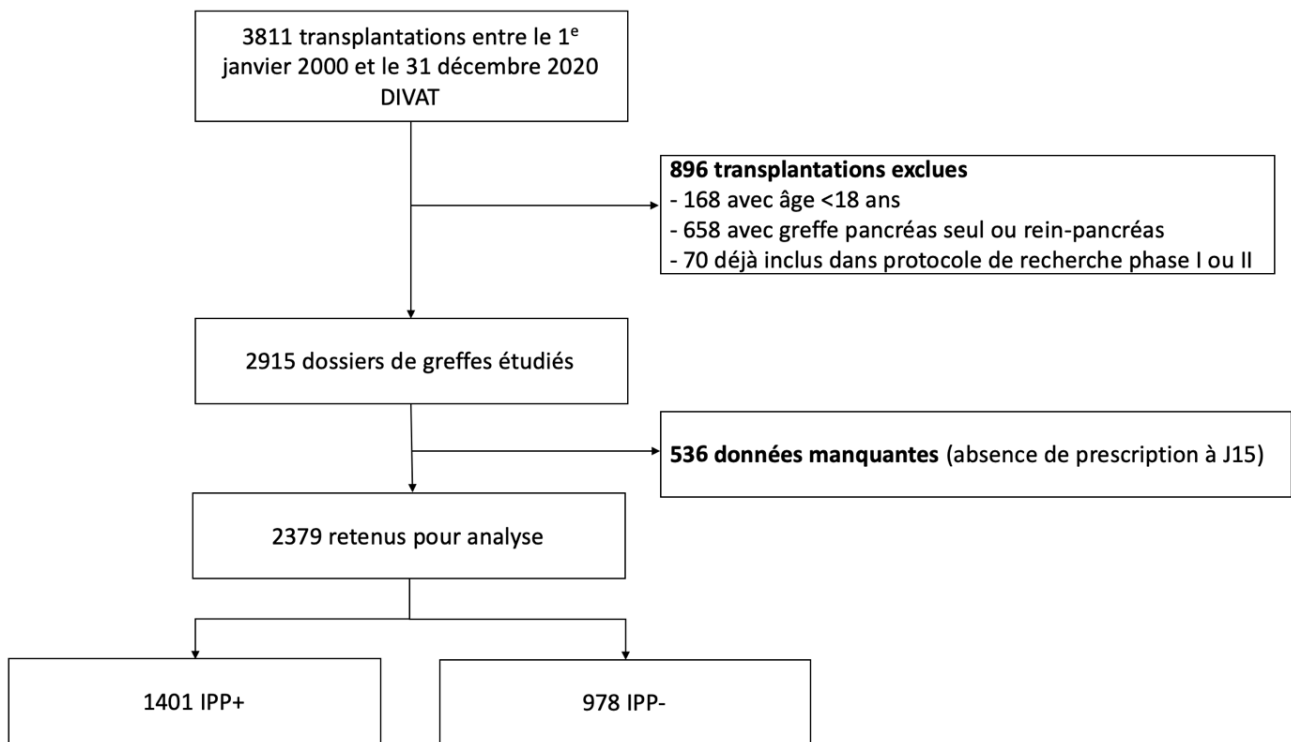 3811 transplantations entre le 1e
janvier 2000 et le 31 décembre 2020
DIVAT
896 transplantations exclues
- 168 avec âge <18 ans
- 658 avec greffe pancréas seul ou rein-pancréas
- 70 déjà inclus dans protocole de recherche phase I ou II
2915 dossiers de greffes étudiés
536 données manquantes (absence de prescription à J15)
2379 retenus pour analyse
1401 IPP+
978 IPP-